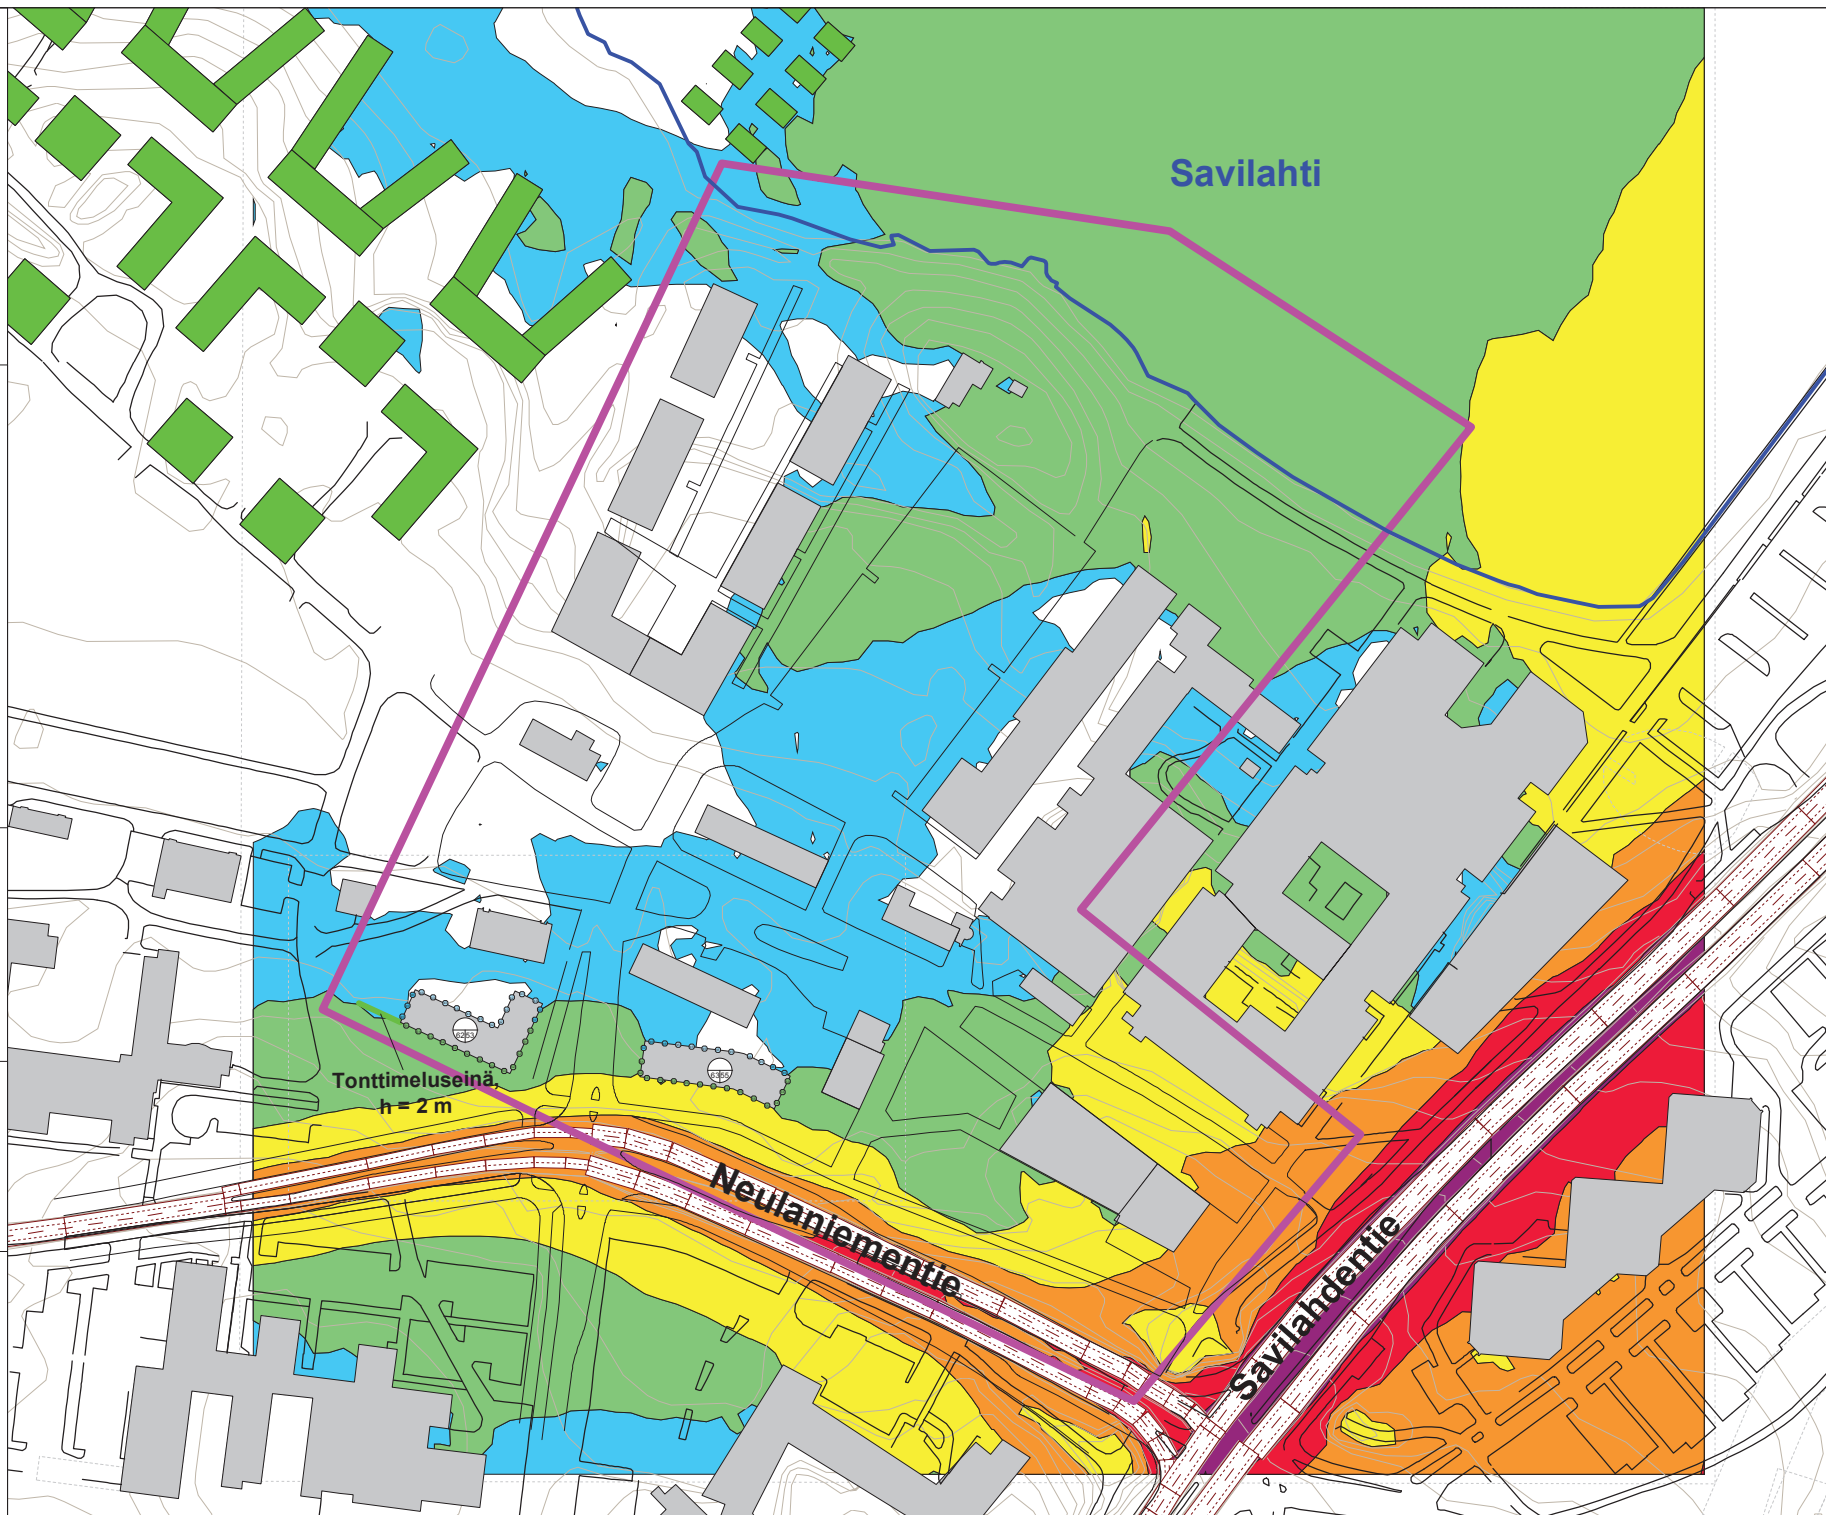 Savilahti
Tonttimeluseinä,
h = 2 m
Neulaniementie
Savilahdentie